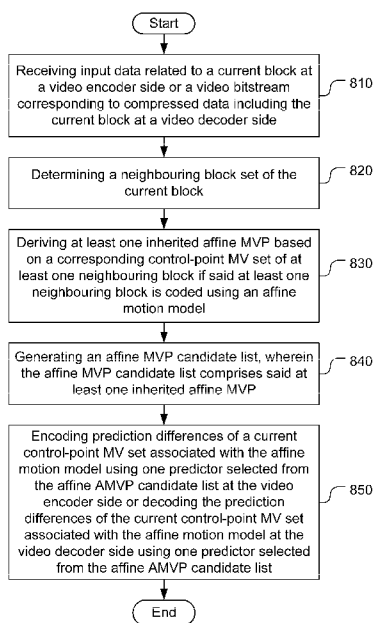 Start
Receiving input data related to a current block at
a video encoder side or a video bitstream
corresponding to compressed data including the
current block at a video decoder side
810
Determining a neighbouring block set of the
current block
820
Deriving at least one inherited affine MVP based
on a corresponding control-point MV set of at
least one neighbouring block if said at least one
neighbouring block is coded using an affine
motion model
830
Generating an affine MVP candidate list, wherein
the affine MVP candidate list comprises said at
least one inherited affine MVP
840
Encoding prediction differences of a current
control-point MV set associated with the affine
motion model using one predictor selected from
the affine AMVP candidate list at the video
encoder side or decoding the prediction
differences of the current control-point MV set
associated with the affine motion model at the
video decoder side using one predictor selected
from the affine AMVP candidate list
850
End